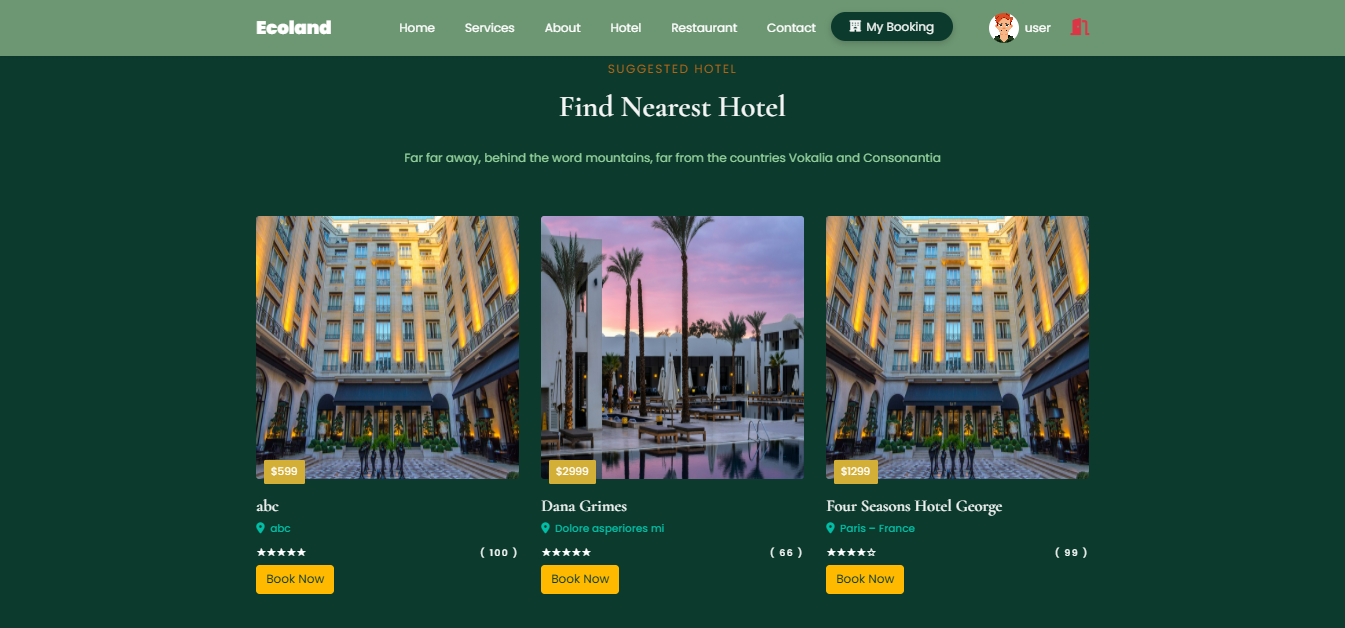 Ecoland Home Services About Hotel Restaurant Contact My Booking user
SUGGESTED HOTEL
Find Nearest Hotel
Far far away, behind the word mountains, far from the countries Vokalia and Consonantia
$599
$2999
$1299
abc
abc
( 100 )
Book Now
Dana Grimes
Dolore asperiores mi
( 66 )
Book Now
Four Seasons Hotel George
Paris – France
( 99 )
Book Now